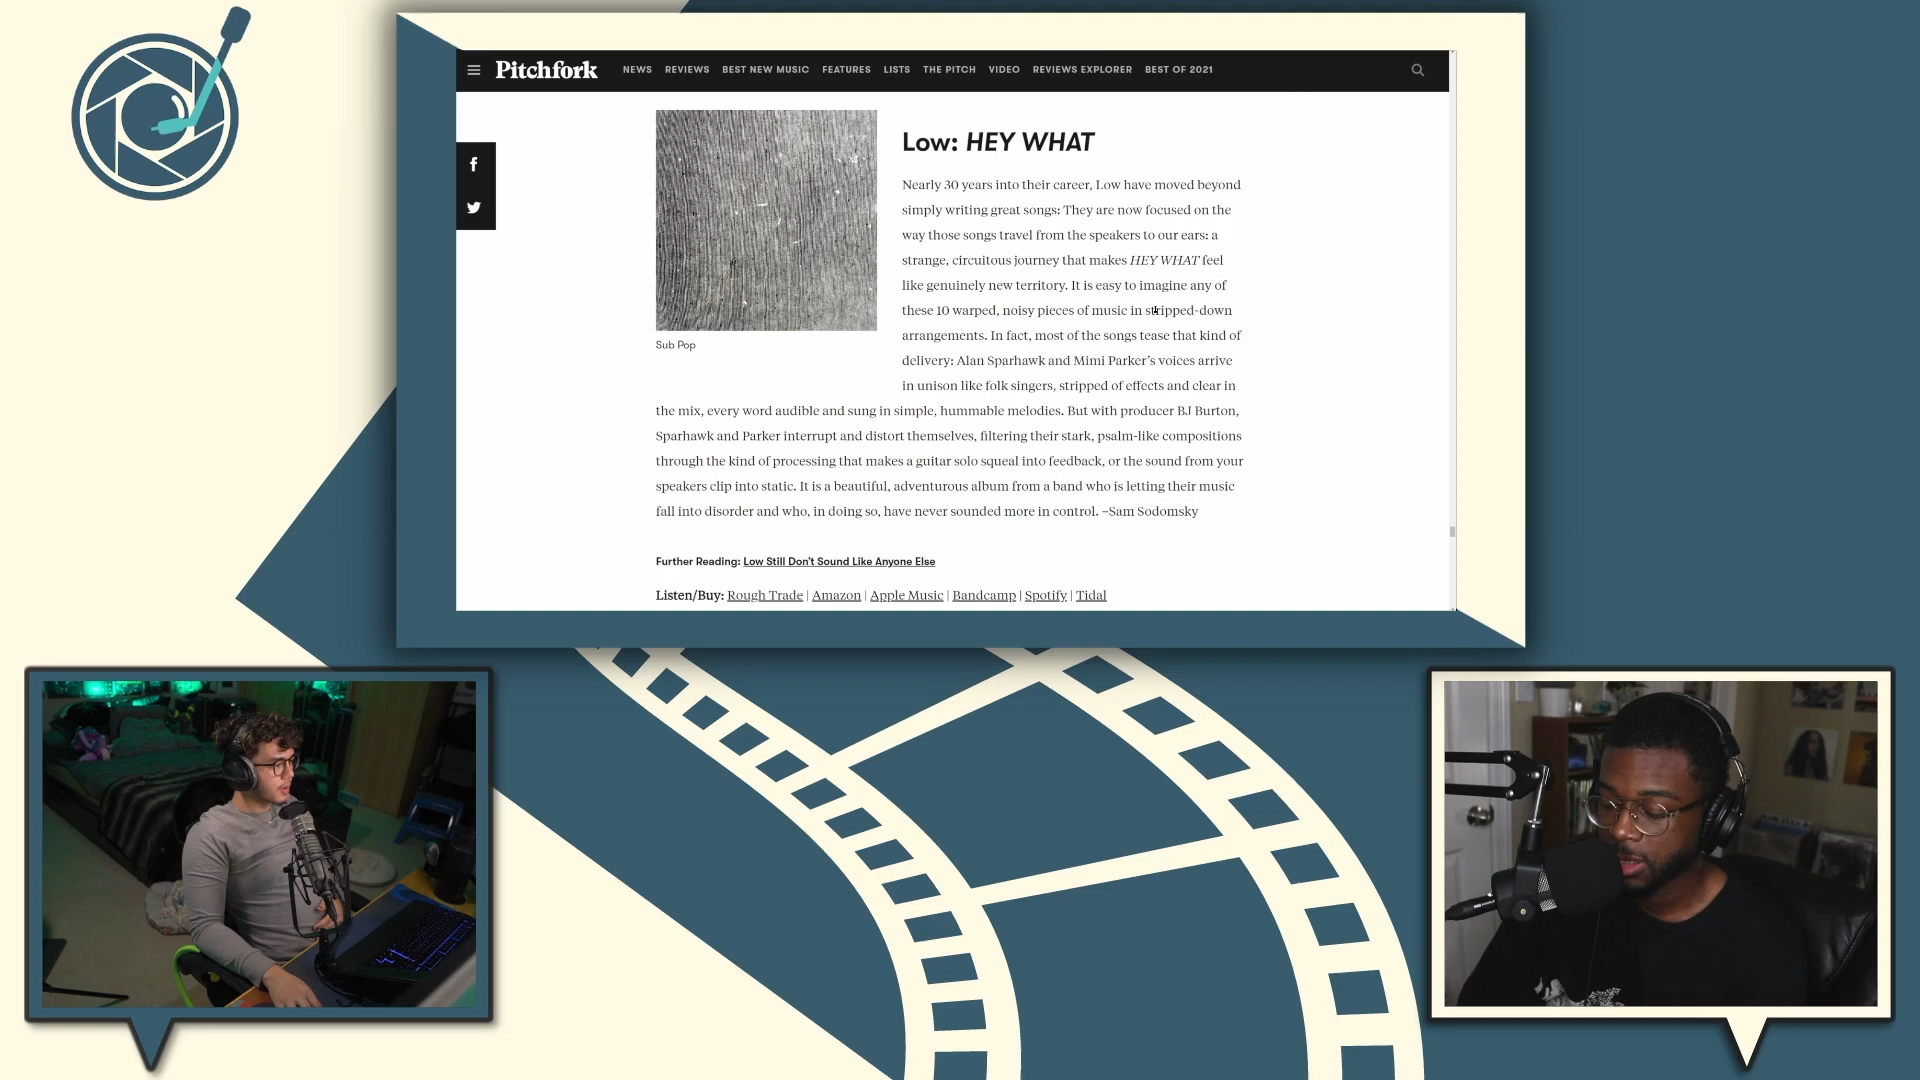 Pitchfork NEWS REVIEWS BEST NEW MUSIC FEATURES LISTS THE PITCH VIDEO REVIEWS EXPLORER BEST OF 2021
Low: HEY WHAT
Nearly 30 years into their career, Low have moved beyond
simply writing great songs: They are now focused on the
way those songs travel from the speakers to our ears: a
strange, circuitous journey that makes HEY WHAT feel
like genuinely new territory. It is easy to imagine any of
these 10 warped, noisy pieces of music in stripped-down
arrangements. In fact, most of the songs tease that kind of
delivery: Alan Sparhawk and Mimi Parker’s voices arrive
in unison like folk singers, stripped of effects and clear in
the mix, every word audible and sung in simple, hummable melodies. But with producer BJ Burton,
Sparhawk and Parker interrupt and distort themselves, filtering their stark, psalm-like compositions
through the kind of processing that makes a guitar solo squeal into feedback, or the sound from your
speakers clip into static. It is a beautiful, adventurous album from a band who is letting their music
fall into disorder and who, in doing so, have never sounded more in control. –Sam Sodomsky
Sub Pop
Further Reading: Low Still Don’t Sound Like Anyone Else
Listen/Buy: Rough Trade | Amazon | Apple Music | Bandcamp | Spotify | Tidal